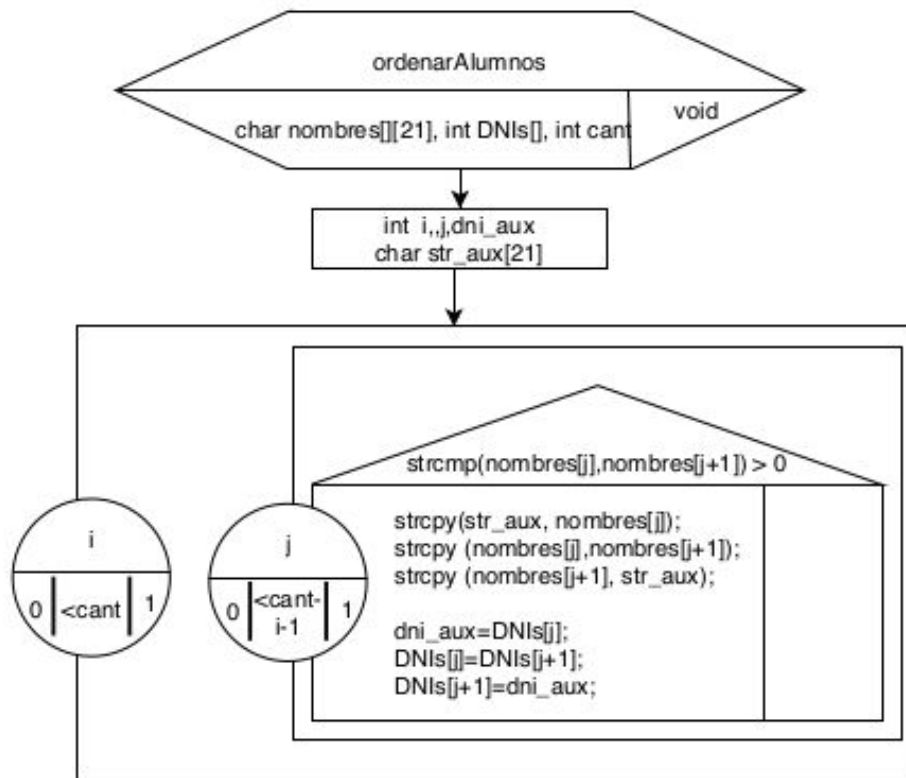 ordenarAlumnos
char nombres[][21], int DNIs[], int cant
void
int i,,j,dni_aux
char str_aux[21]
strcmp(nombres[j],nombres[j+1]) > 0
strcpy(str_aux, nombres[j]);
strcpy (nombres[j],nombres[j+1]);
strcpy (nombres[j+1], str_aux);
dni_aux=DNIs[j];
DNIs[j]=DNIs[j+1];
DNIs[j+1]=dni_aux;
i
0 <cant 1
j
0 <cant- 1
i-1